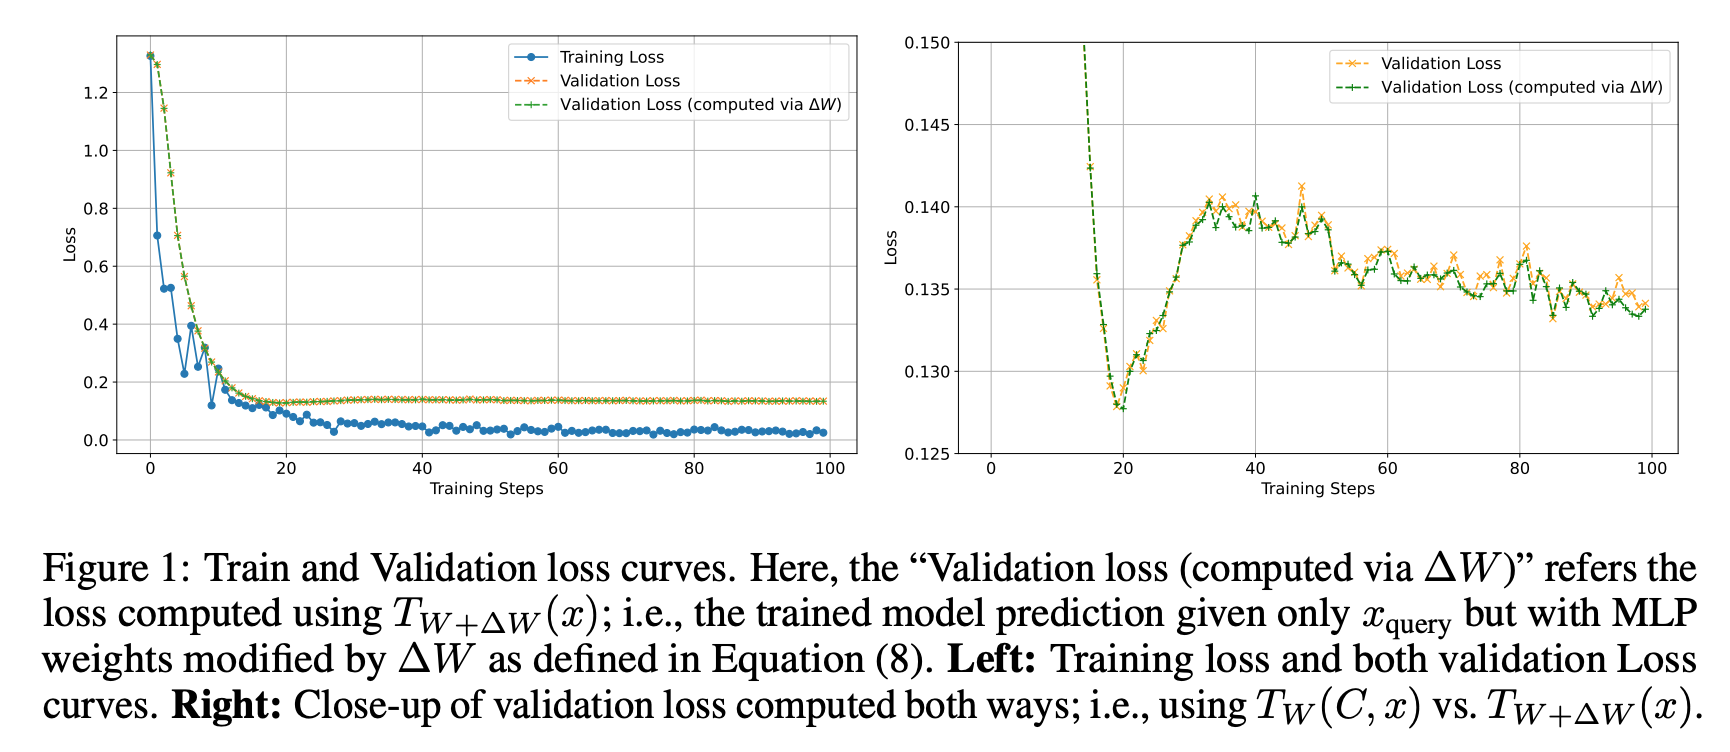 Training Loss
Validation Loss
Validation Loss (computed via ΔW)
1.2
1.0
0.8
0.6
0.4
0.2
0.0
Loss
0
20
40
60
80
100
Training Steps
Validation Loss
Validation Loss (computed via ΔW)
0.150
0.145
0.140
0.135
0.130
0.125
Loss
0
20
40
60
80
100
Training Steps
Figure 1: Train and Validation loss curves. Here, the “Validation loss (computed via ΔW)” refers the
loss computed using T_{W+ΔW}(x); i.e., the trained model prediction given only x_{query} but with MLP
weights modified by ΔW as defined in Equation (8). Left: Training loss and both validation Loss
curves. Right: Close-up of validation loss computed both ways; i.e., using T_W(C, x) vs. T_{W+ΔW}(x).